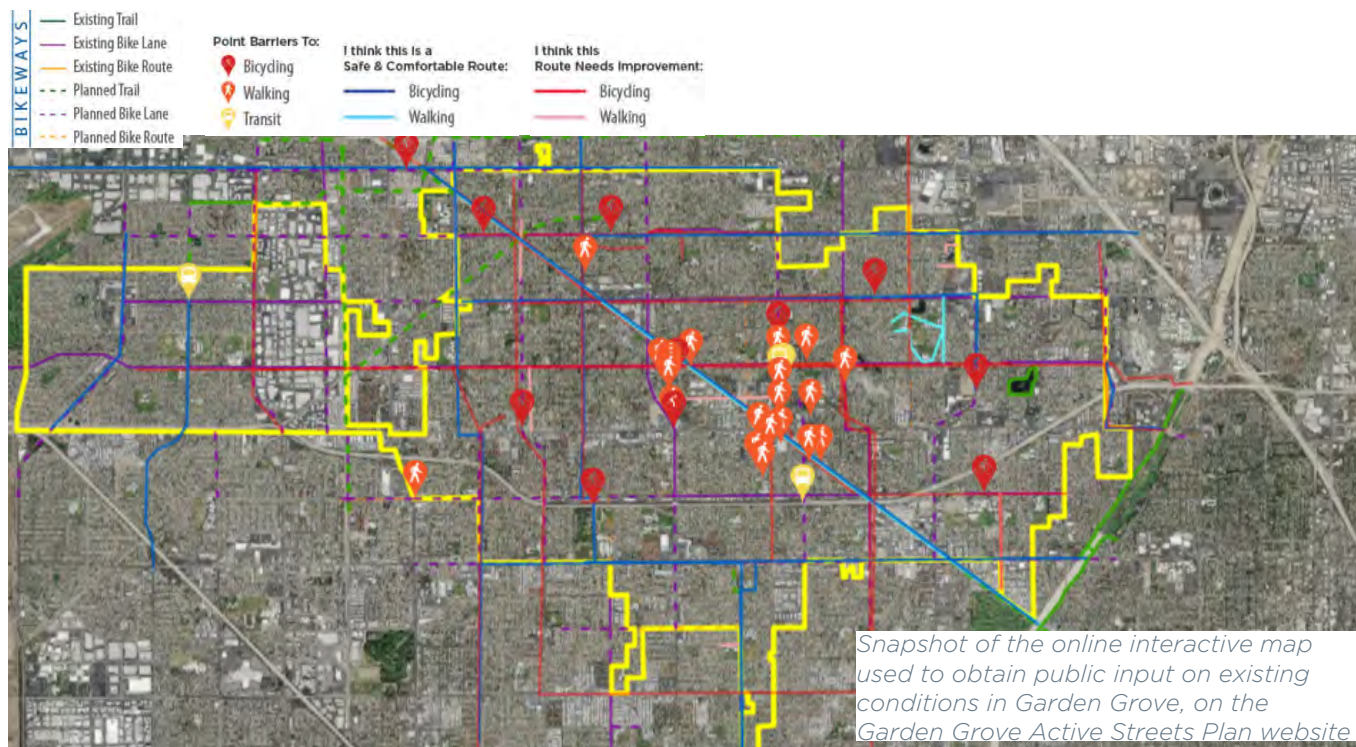 BIKEWAYS
Existing Trail
Existing Bike Lane
Existing Bike Route
Planned Trail
Planned Bike Lane
Planned Bike Route
Point Barriers To:
Bicycling
Walking
Transit
I think this is a
Safe & Comfortable Route:
Bicycling
Walking
I think this
Route Needs Improvement:
Bicycling
Walking
Snapshot of the online interactive map
used to obtain public input on existing
conditions in Garden Grove, on the
Garden Grove Active Streets Plan website